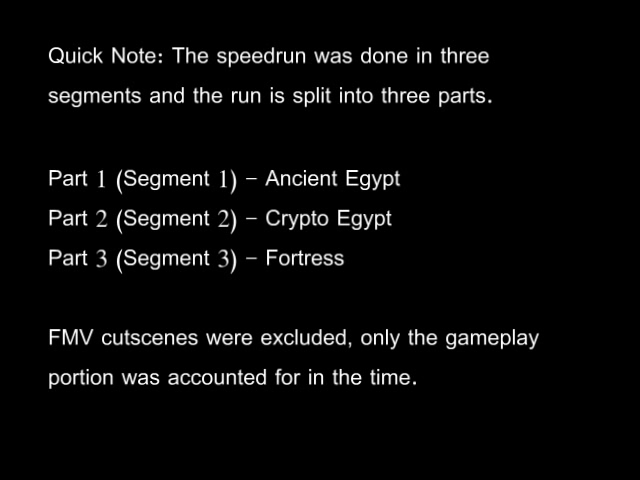 Quick Note: The speedrun was done in three
segments and the run is split into three parts.
Part 1 (Segment 1) - Ancient Egypt
Part 2 (Segment 2) - Crypto Egypt
Part 3 (Segment 3) - Fortress
FMV cutscenes were excluded, only the gameplay
portion was accounted for in the time.